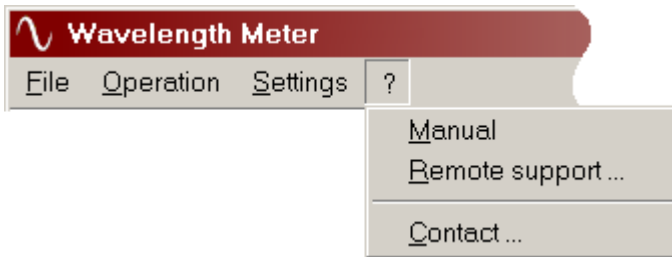 Wavelength Meter
File Operation Settings ?
Manual
Remote support ...
Contact ...